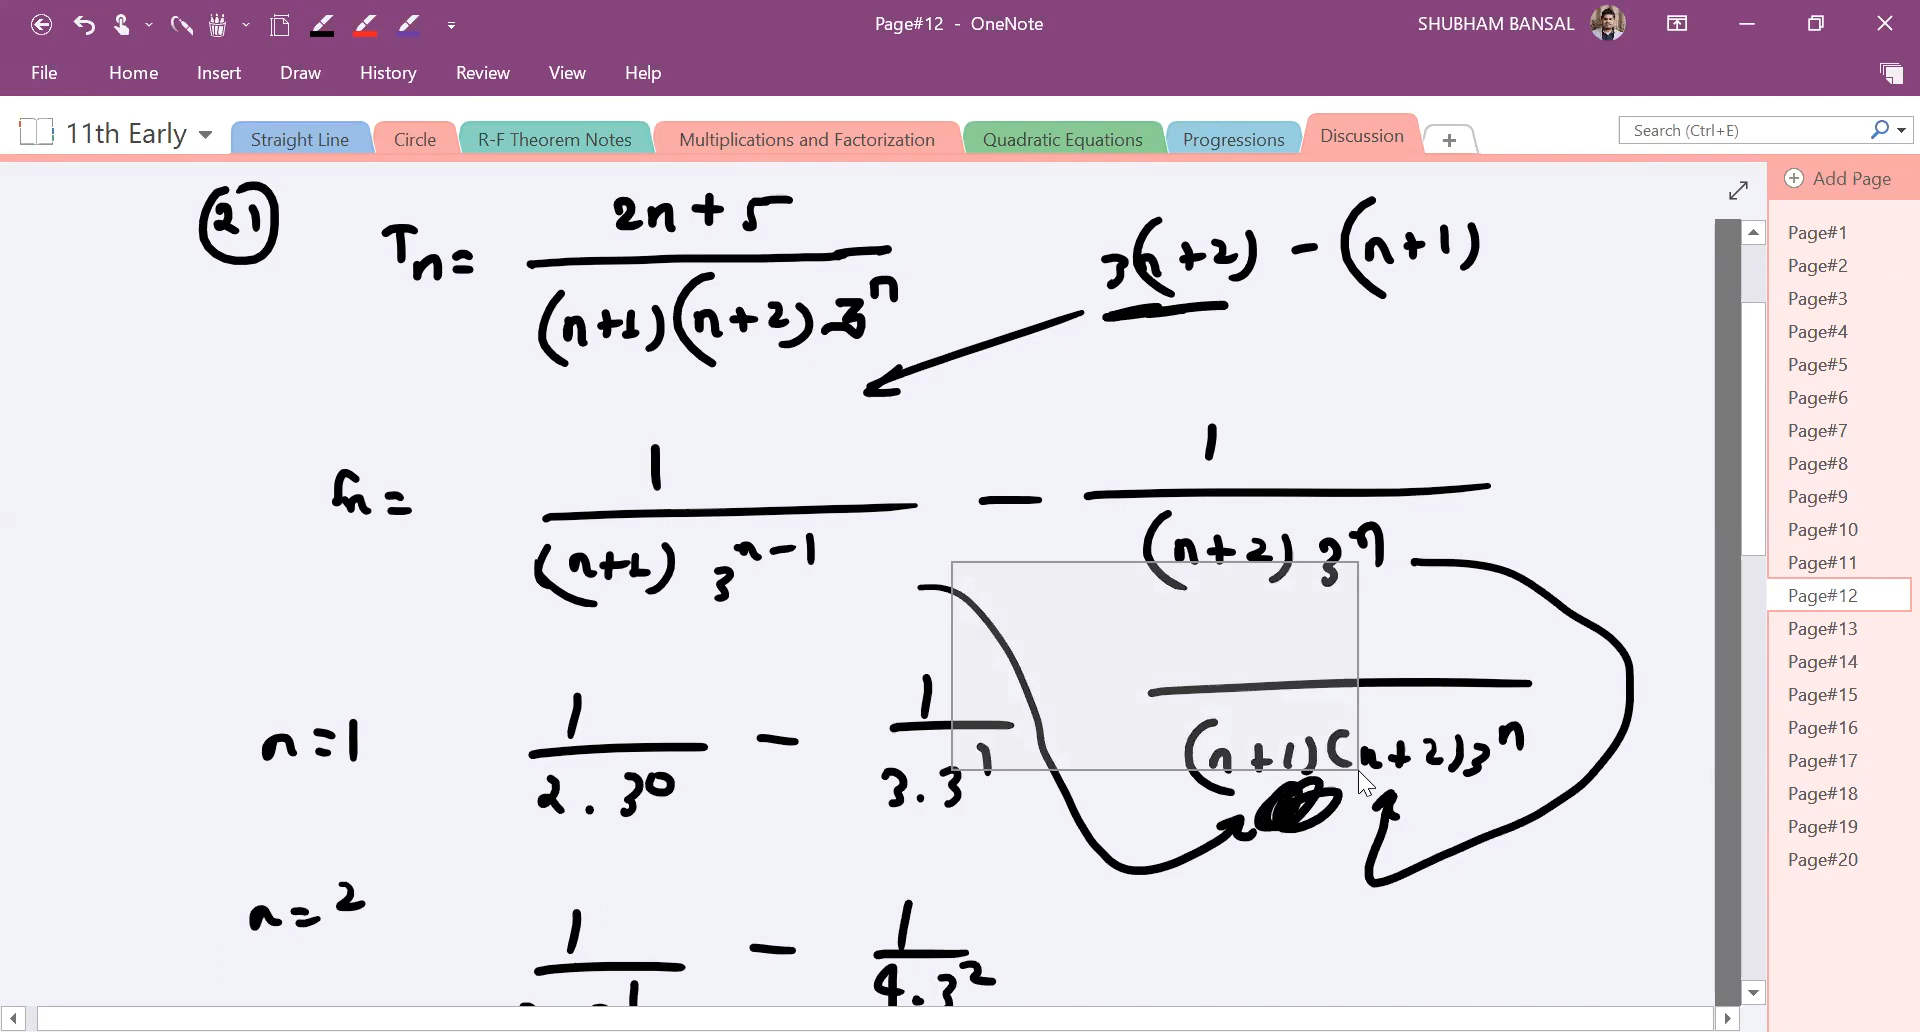 Page#12 - OneNote
SHUBHAM BANSAL
File Home Insert Draw History Review View Help
11th Early
Straight Line Circle R-F Theorem Notes Multiplications and Factorization Quadratic Equations Progressions Discussion +
Search (Ctrl+E)
Add Page
Page#1
Page#2
Page#3
Page#4
Page#5
Page#6
Page#7
Page#8
Page#9
Page#10
Page#11
Page#12
Page#13
Page#14
Page#15
Page#16
Page#17
Page#18
Page#19
Page#20
21
Tn = 2n + 5
(n+1)(n+2).3^n
3(n+2) - (n+1)
= 1 - 1
(n+1) 3^n-1 (n+2) 3^n
n=1 1 - 1
2.3^0 3.3^1
(n+1)(n+2)3^n
n=2 1 - 1
4.3^2